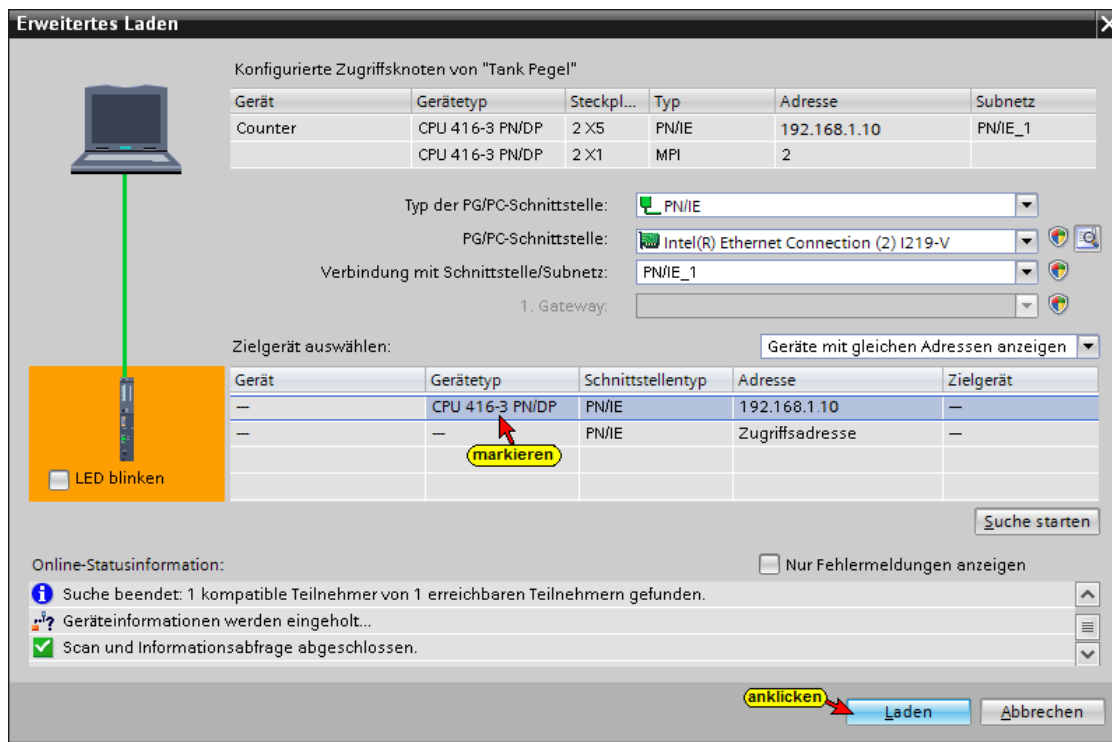 Erweitertes Laden
Konfigurierte Zugriffsknoten von "Tank Pegel"
Gerät Gerätetyp Steckpl... Typ Adresse Subnetz
Counter CPU 416-3 PN/DP 2 X5 PN/IE 192.168.1.10 PN/IE_1
CPU 416-3 PN/DP 2 X1 MPI 2
Typ der PG/PC-Schnittstelle: PN/IE
PG/PC-Schnittstelle: Intel(R) Ethernet Connection (2) I219-V
Verbindung mit Schnittstelle/Subnetz: PN/IE_1
1. Gateway:
Zielgerät auswählen: Geräte mit gleichen Adressen anzeigen
Gerät Gerätetyp Schnittstellentyp Adresse Zielgerät
— CPU 416-3 PN/DP PN/IE 192.168.1.10 —
— — PN/IE Zugriffsadresse —
markieren
LED blinken
Suche starten
Online-Statusinformation: Nur Fehlermeldungen anzeigen
Suche beendet: 1 kompatible Teilnehmer von 1 erreichbaren Teilnehmern gefunden.
Geräteinformationen werden eingeholt...
Scan und Informationsabfrage abgeschlossen.
anklicken
Laden Abbrechen